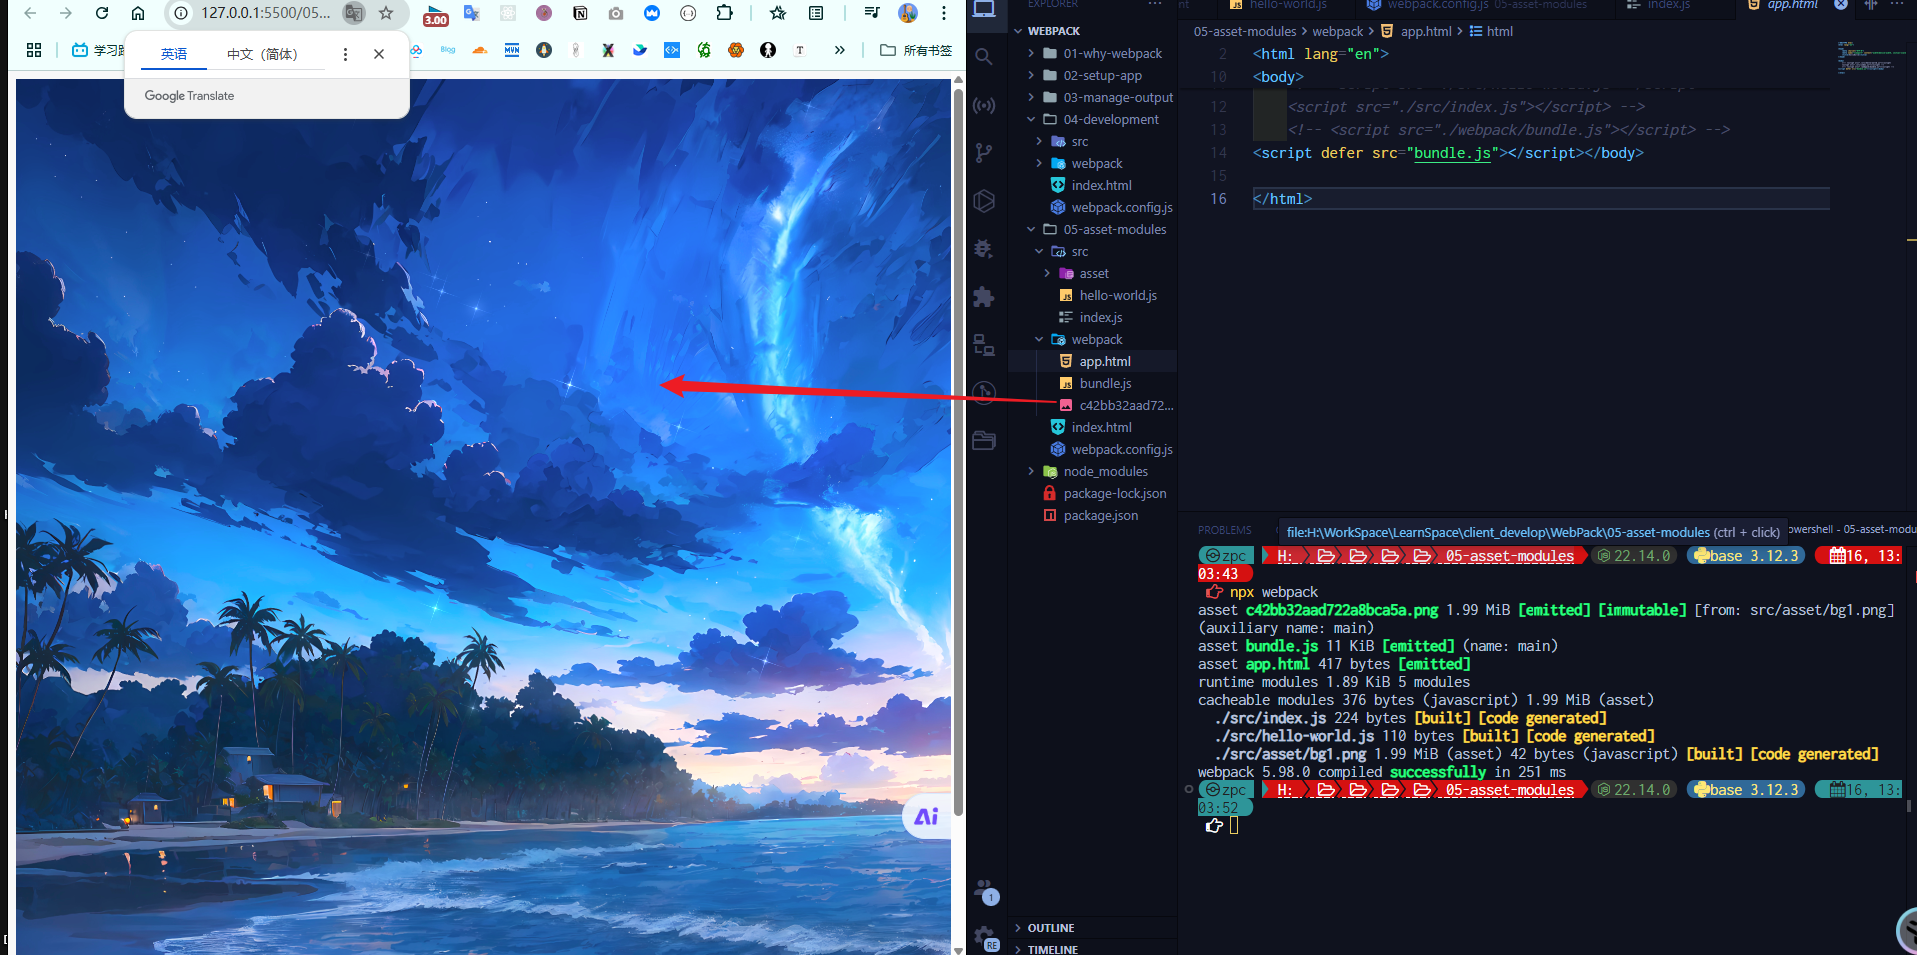 127.0.0.1:5500/05...
3.00
学习路
Blog
所有书签
英语
中文（简体）
Google Translate
Ai
EXPLORER
WEBPACK
01-why-webpack
02-setup-app
03-manage-output
04-development
src
webpack
index.html
webpack.config.js
05-asset-modules
src
asset
hello-world.js
index.js
webpack
app.html
bundle.js
c42bb32aad72...
index.html
webpack.config.js
node_modules
package-lock.json
package.json
OUTLINE
TIMELINE
1
RE
nt
hello-world.js
webpack.config.js 05-asset-modules
index.js
app.html
05-asset-modules > webpack > app.html > html
2 <html lang="en">
10 <body>
12 <script src="./src/index.js"></script> -->
13 <!-- <script src="./webpack/bundle.js"></script> -->
14 <script defer src="bundle.js"></script></body>
15
16 </html>
PROBLEMS
file:H:\WorkSpace\LearnSpace\client_develop\WebPack\05-asset-modules (ctrl + click)
owershell - 05-asset-modu
zpc H: 05-asset-modules 22.14.0 base 3.12.3 16, 13:
03:43
npx webpack
asset c42bb32aad722a8bca5a.png 1.99 MiB [emitted] [immutable] [from: src/asset/bg1.png]
(auxiliary name: main)
asset bundle.js 11 KiB [emitted] (name: main)
asset app.html 417 bytes [emitted]
runtime modules 1.89 KiB 5 modules
cacheable modules 376 bytes (javascript) 1.99 MiB (asset)
./src/index.js 224 bytes [built] [code generated]
./src/hello-world.js 110 bytes [built] [code generated]
./src/asset/bg1.png 1.99 MiB (asset) 42 bytes (javascript) [built] [code generated]
webpack 5.98.0 compiled successfully in 251 ms
zpc H: 05-asset-modules 22.14.0 base 3.12.3 16, 13:
03:52